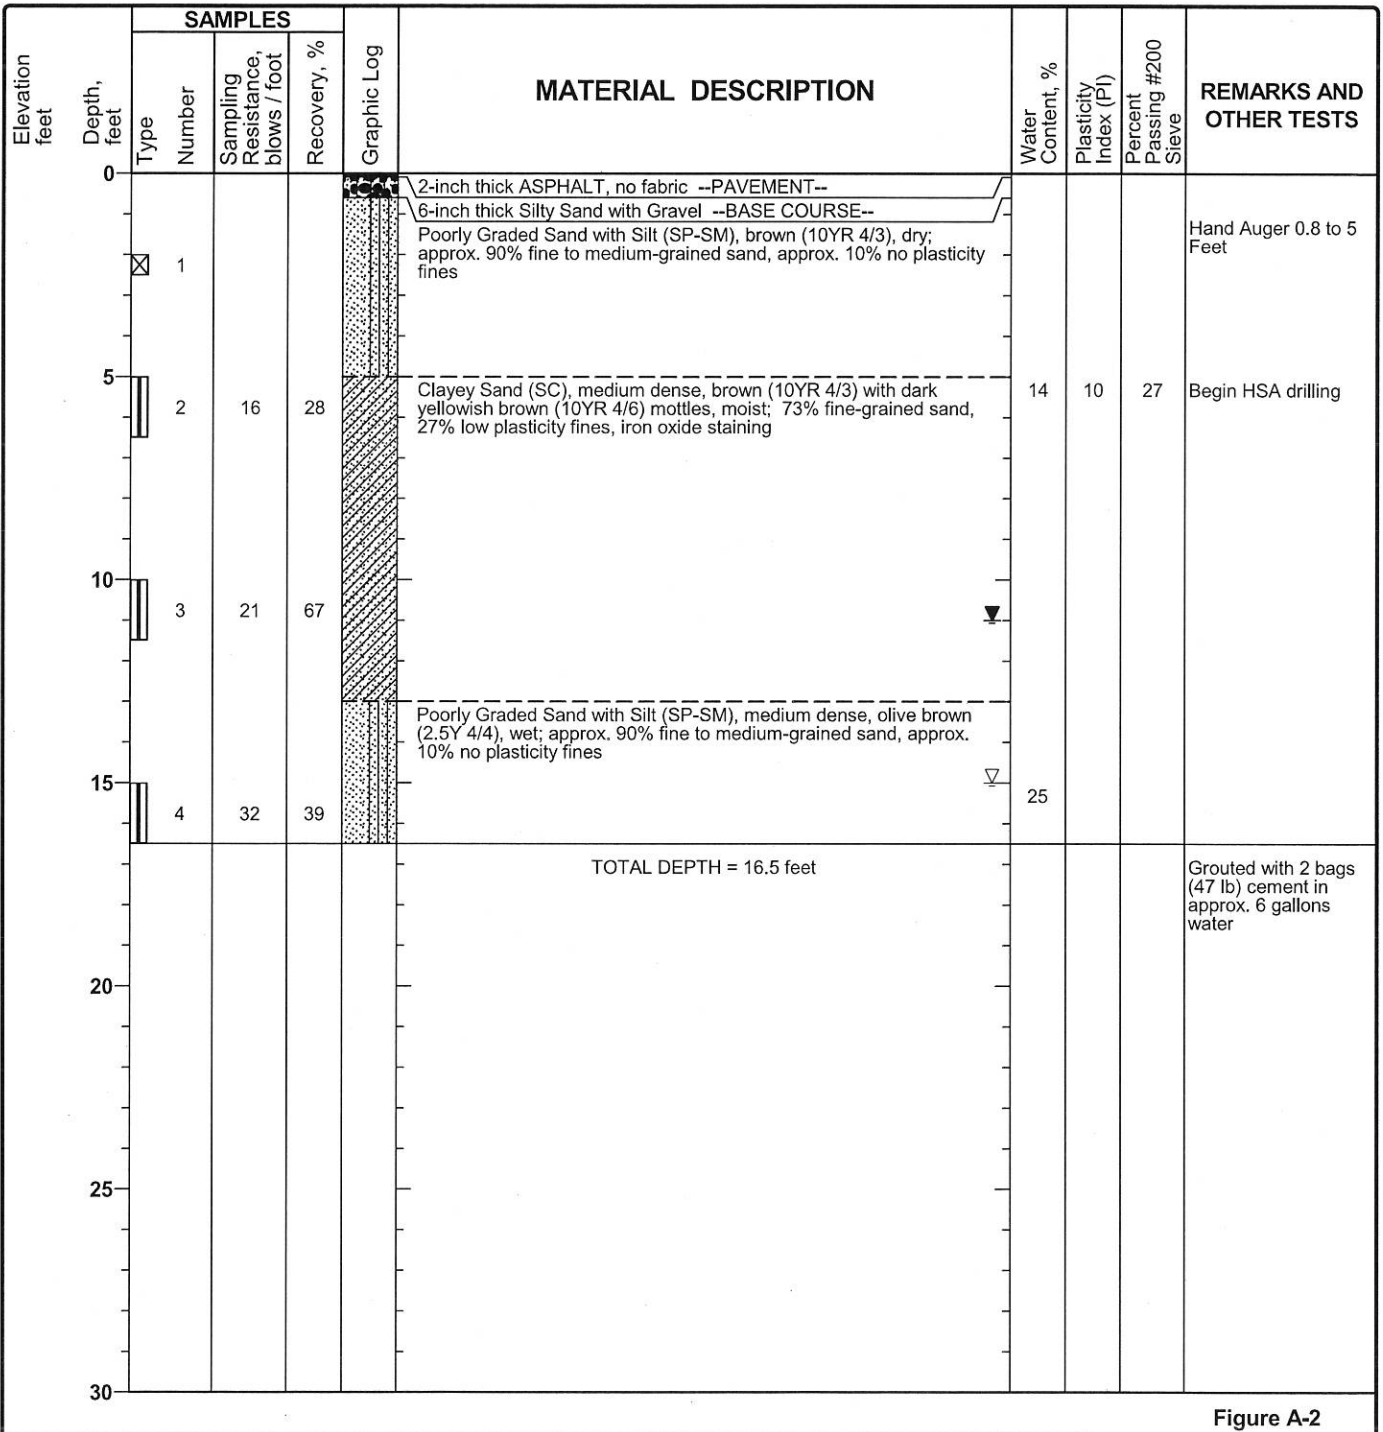 SAMPLES
Elevation
feet
Depth,
feet
Type
Number
Sampling
Resistance,
blows / foot
Recovery, %
Graphic Log
MATERIAL DESCRIPTION
Water
Content, %
Plasticity
Index (PI)
Percent
Passing #200
Sieve
REMARKS AND
OTHER TESTS
0
2-inch thick ASPHALT, no fabric --PAVEMENT--
6-inch thick Silty Sand with Gravel --BASE COURSE--
Poorly Graded Sand with Silt (SP-SM), brown (10YR 4/3), dry;
approx. 90% fine to medium-grained sand, approx. 10% no plasticity
fines
Hand Auger 0.8 to 5
Feet
1
5
2 16 28
Clayey Sand (SC), medium dense, brown (10YR 4/3) with dark
yellowish brown (10YR 4/6) mottles, moist; 73% fine-grained sand,
27% low plasticity fines, iron oxide staining
14 10 27 Begin HSA drilling
10
3 21 67
Poorly Graded Sand with Silt (SP-SM), medium dense, olive brown
(2.5Y 4/4), wet; approx. 90% fine to medium-grained sand, approx.
10% no plasticity fines
15
4 32 39
25
TOTAL DEPTH = 16.5 feet
Grouted with 2 bags
(47 lb) cement in
approx. 6 gallons
water
20
25
30
Figure A-2